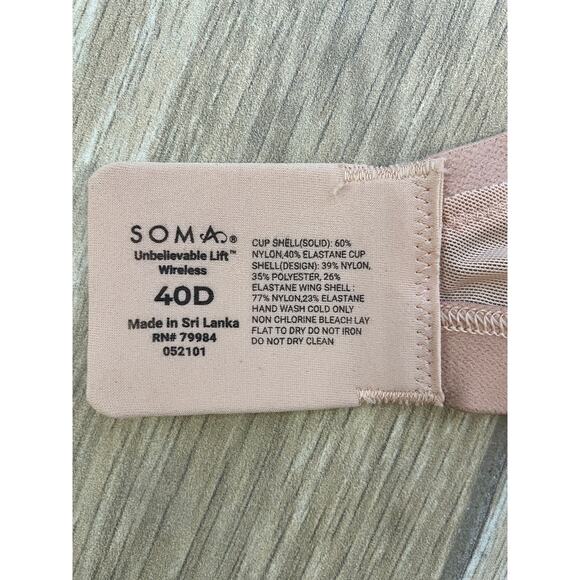 SOMA®
Unbelievable Lift™
Wireless
40D
Made in Sri Lanka
RN# 79984
052101
CUP SHELL(SOLID): 60%
NYLON,40% ELASTANE CUP
SHELL(DESIGN): 39% NYLON,
35% POLYESTER, 26%
ELASTANE WING SHELL :
77% NYLON,23% ELASTANE
HAND WASH COLD ONLY
NON CHLORINE BLEACH LAY
FLAT TO DRY DO NOT IRON
DO NOT DRY CLEAN